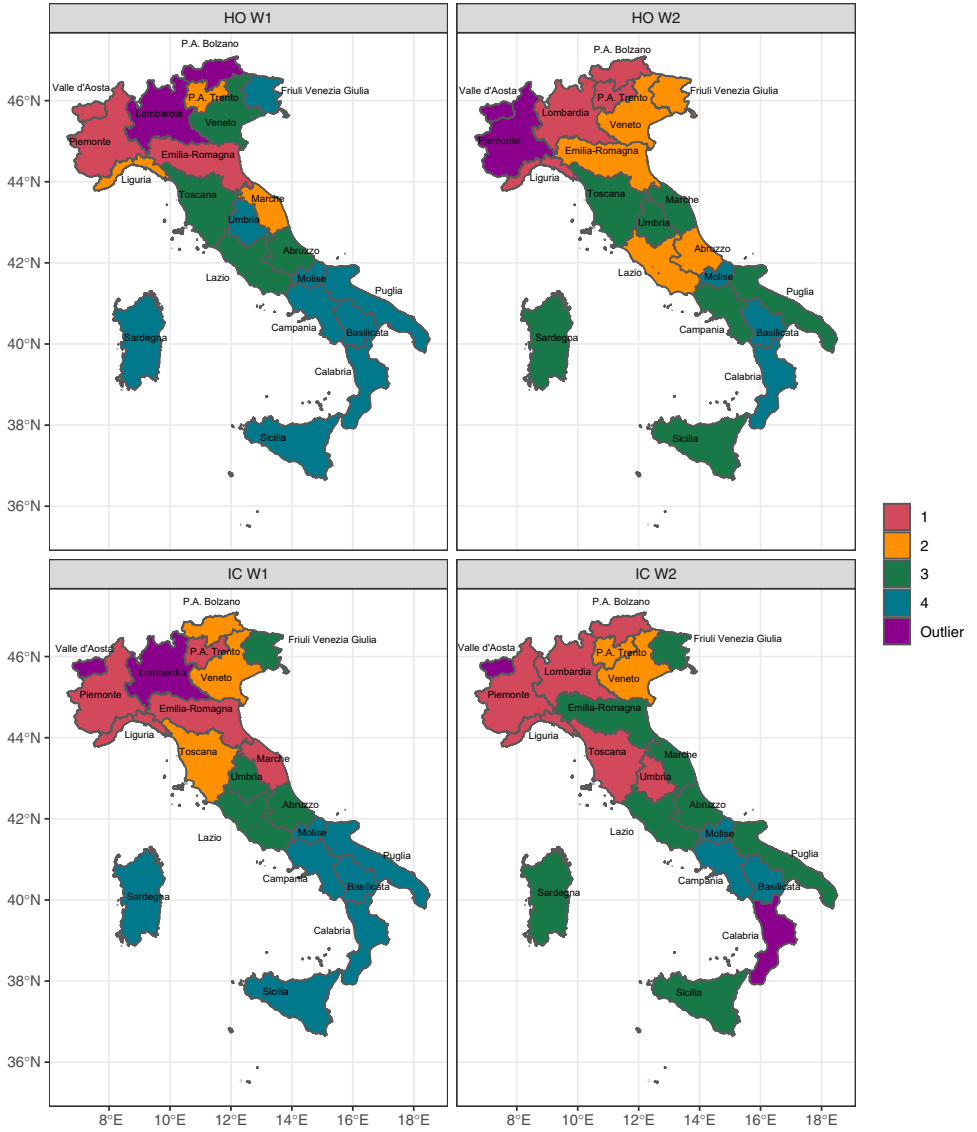 HO W1
HO W2
P.A. Bolzano
Valle d'Aosta
Friuli Venezia Giulia
P.A. Trento
Lombardia
Veneto
Piemonte
Emilia-Romagna
Liguria
Toscana
Marche
Umbria
Abruzzo
Lazio
Molise
Puglia
Campania
Basilicata
Sardegna
Calabria
Sicilia
46°N
44°N
42°N
40°N
38°N
36°N
P.A. Bolzano
Valle d'Aosta
Friuli Venezia Giulia
P.A. Trento
Lombardia
Veneto
Piemonte
Emilia-Romagna
Liguria
Toscana
Marche
Umbria
Abruzzo
Lazio
Molise
Puglia
Campania
Basilicata
Sardegna
Calabria
Sicilia
1
2
3
4
Outlier
IC W1
IC W2
P.A. Bolzano
Friuli Venezia Giulia
Valle d'Aosta
P.A. Trento
Lombardia
Veneto
Piemonte
Emilia-Romagna
Liguria
Toscana
Marche
Umbria
Abruzzo
Lazio
Molise
Puglia
Campania
Basilicata
Sardegna
Calabria
Sicilia
46°N
44°N
42°N
40°N
38°N
36°N
8°E
10°E
12°E
14°E
16°E
18°E
P.A. Bolzano
Friuli Venezia Giulia
Valle d'Aosta
P.A. Trento
Lombardia
Veneto
Piemonte
Emilia-Romagna
Liguria
Toscana
Marche
Umbria
Abruzzo
Lazio
Molise
Puglia
Campania
Basilicata
Sardegna
Calabria
Sicilia
8°E
10°E
12°E
14°E
16°E
18°E